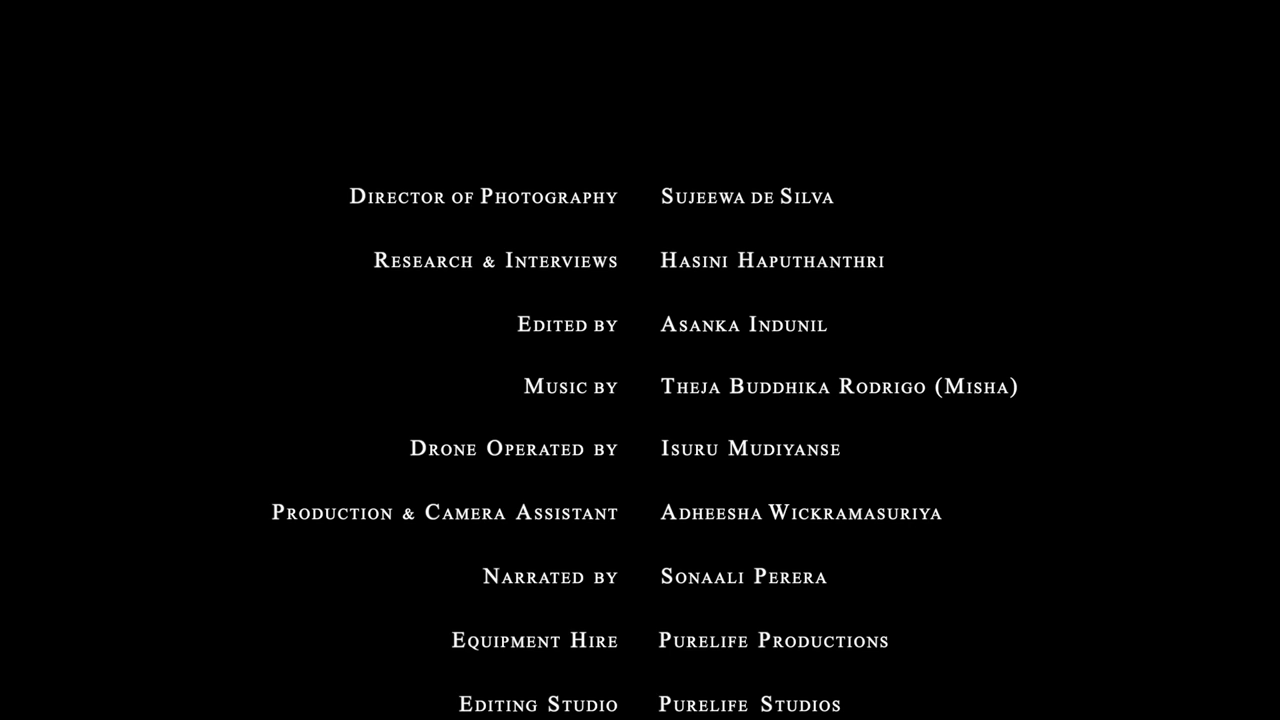 Director of Photography Sujeewa de Silva
Research & Interviews Hasini Haputhanthri
Edited by Asanka Indunil
Music by Theja Buddhika Rodrigo (Misha)
Drone Operated by Isuru Mudiyanse
Production & Camera Assistant Adheesha Wickramasuriya
Narrated by Sonaali Perera
Equipment Hire Purelife Productions
Editing Studio Purelife Studios